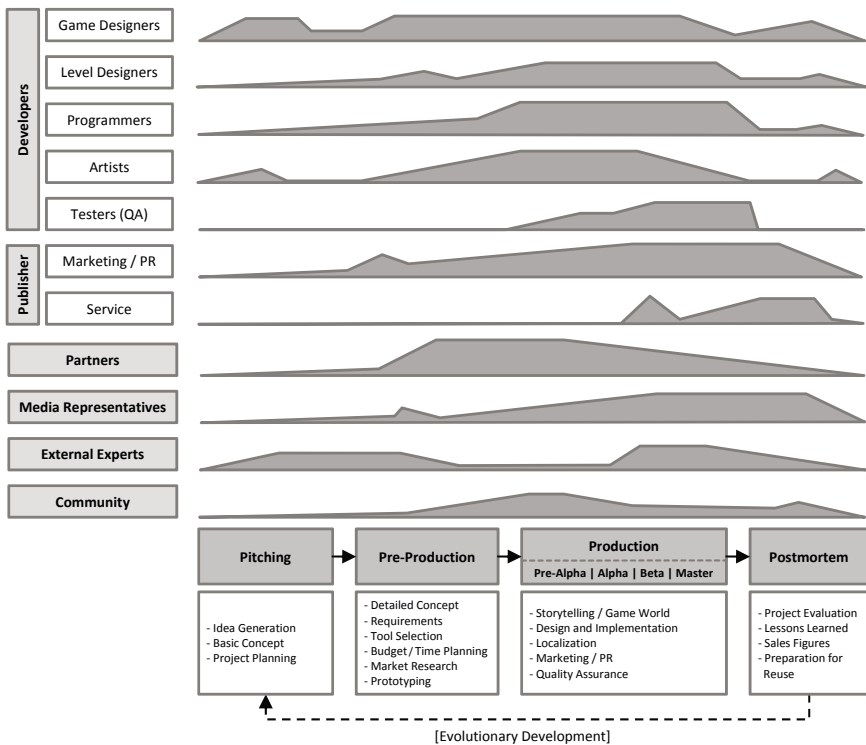 Developers
Game Designers
Level Designers
Programmers
Artists
Testers (QA)
Publisher
Marketing / PR
Service
Partners
Media Representatives
External Experts
Community
Pitching
Pre-Production
Production
Pre-Alpha | Alpha | Beta | Master
Postmortem
- Idea Generation
- Basic Concept
- Project Planning
- Detailed Concept
- Requirements
- Tool Selection
- Budget / Time Planning
- Market Research
- Prototyping
- Storytelling / Game World
- Design and Implementation
- Localization
- Marketing / PR
- Quality Assurance
- Project Evaluation
- Lessons Learned
- Sales Figures
- Preparation for
Reuse
[Evolutionary Development]